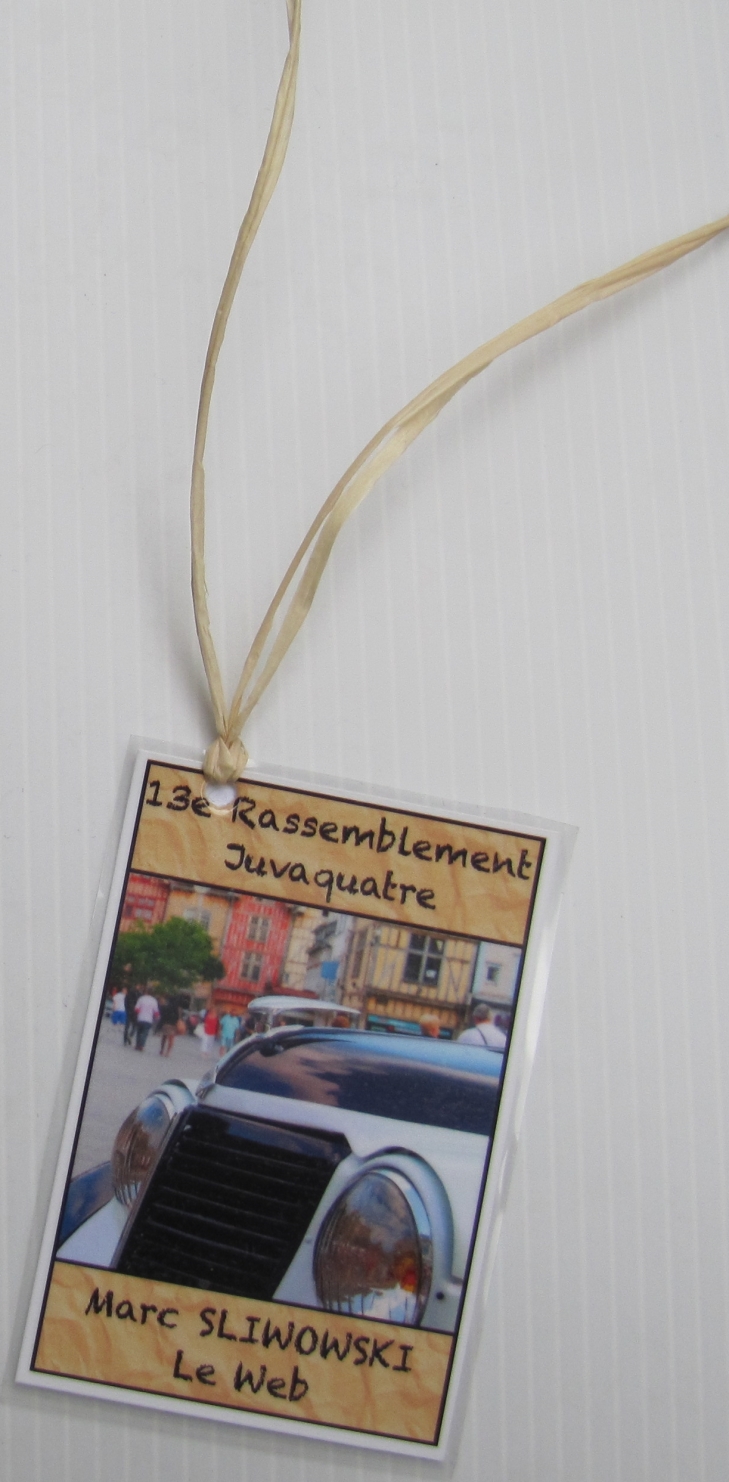 13e Rassemblement
Juvaquatre
Marc SLIWOWSKI
Le Web